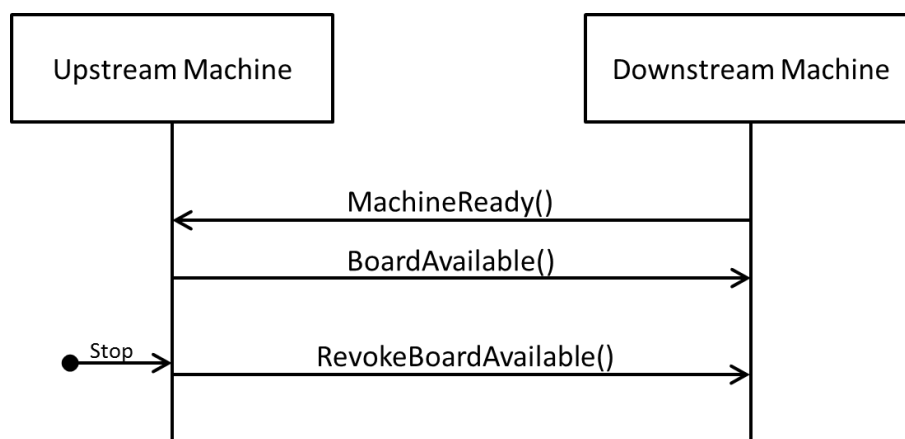 Upstream Machine
Downstream Machine
MachineReady()
BoardAvailable()
Stop
RevokeBoardAvailable()